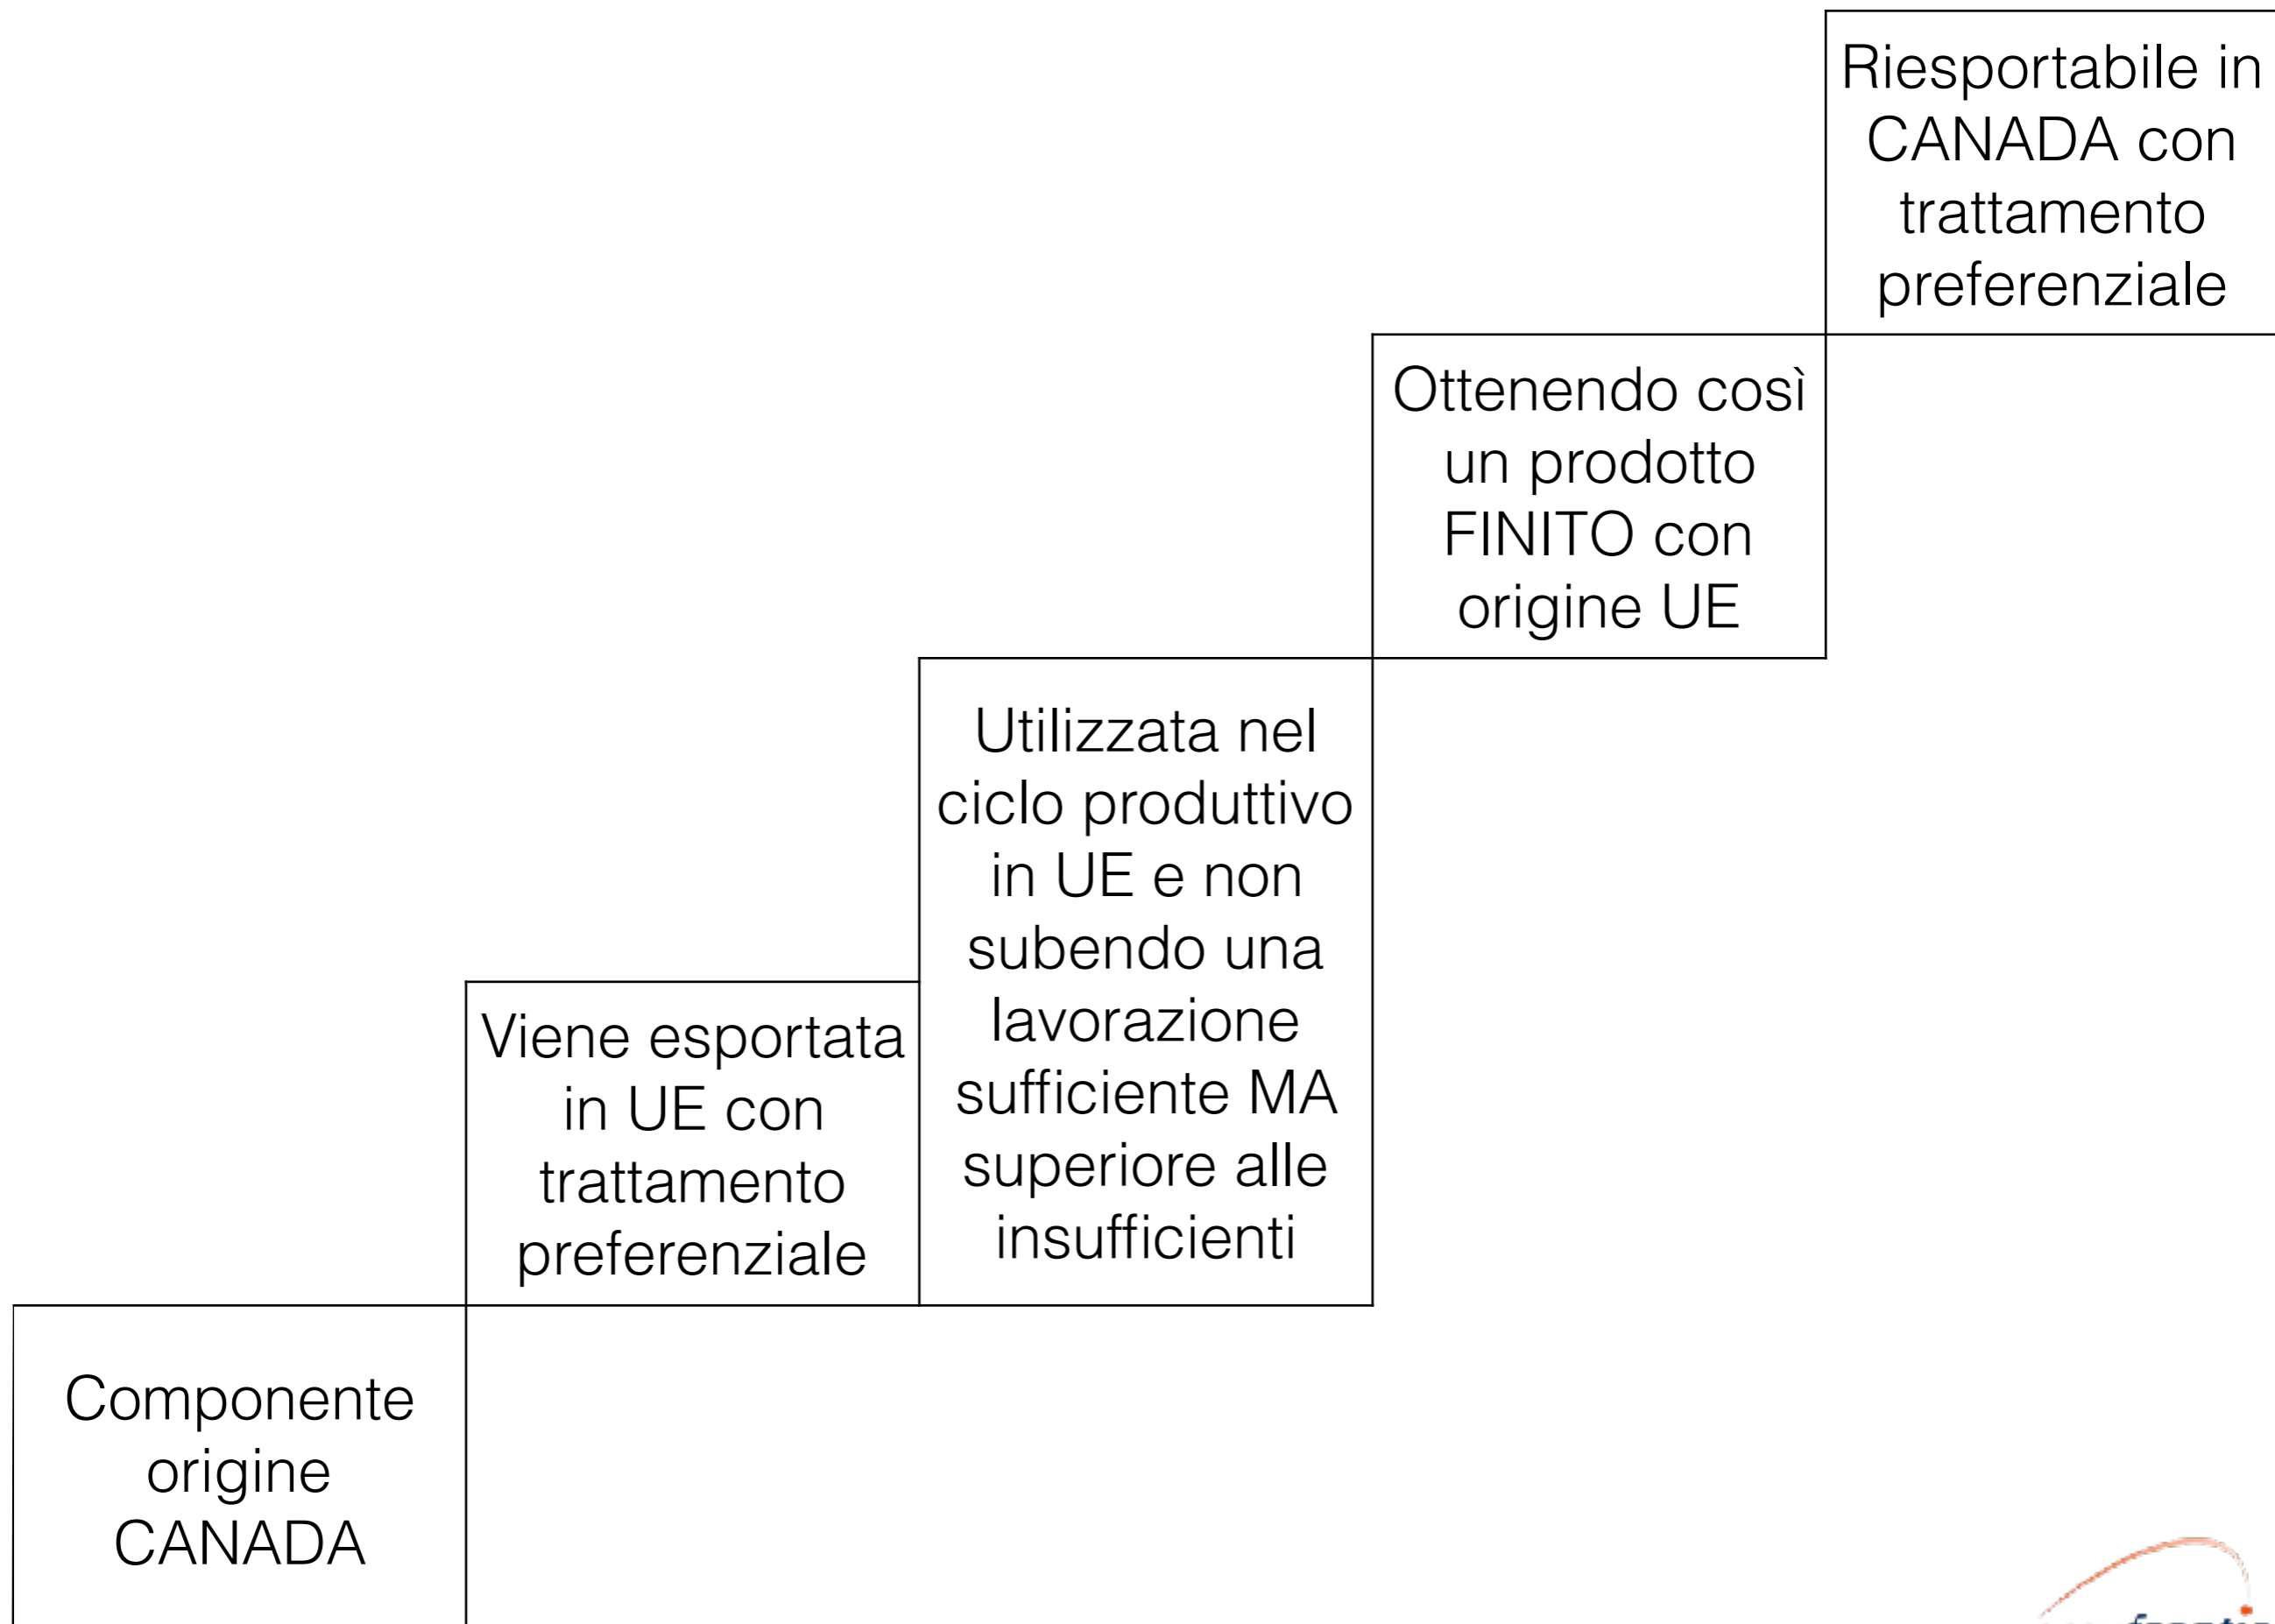 Riesportabile in
CANADA con
trattamento
preferenziale
Ottenendo così
un prodotto
FINITO con
origine UE
Utilizzata nel
ciclo produttivo
in UE e non
subendo una
lavorazione
sufficiente MA
superiore alle
insufficienti
Viene esportata
in UE con
trattamento
preferenziale
Componente
origine
CANADA